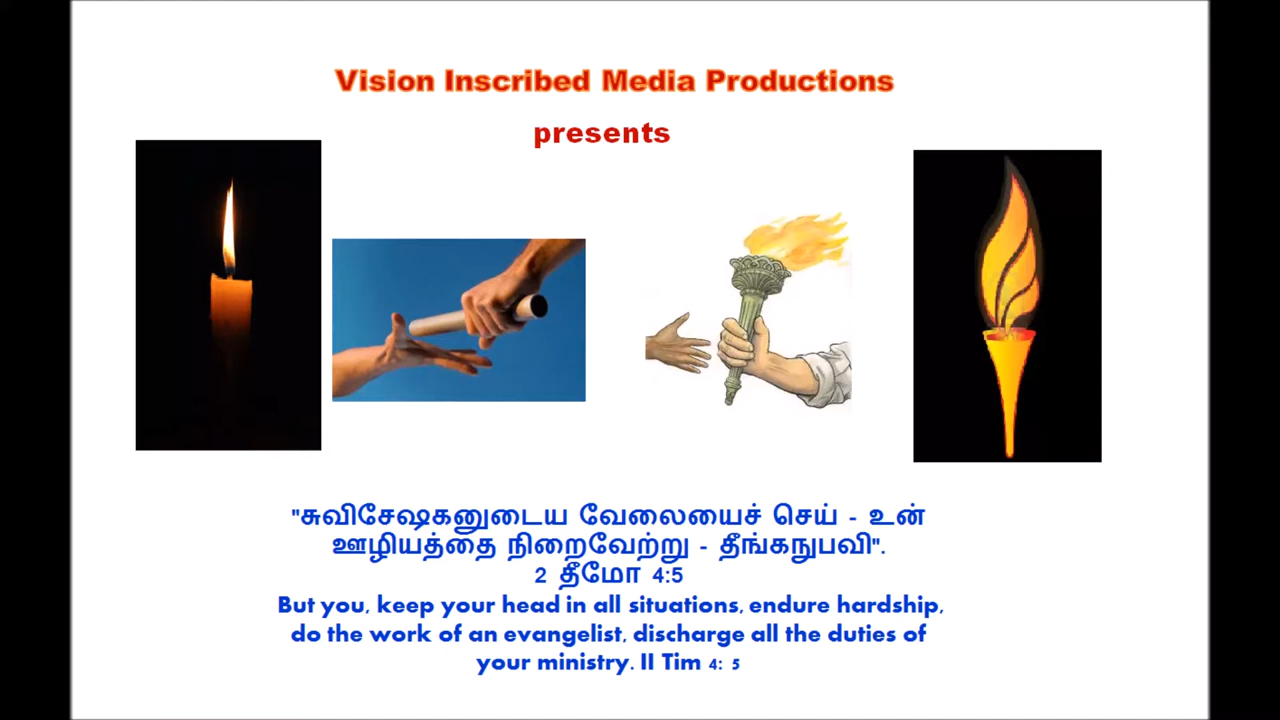 Vision Inscribed Media Productions
presents
"சுவிசேஷகனுடைய வேலையைச் செய் - உன்
ஊழியத்தை நிறைவேற்று - தீங்கநுபவி".
2 தீமோ 4:5
But you, keep your head in all situations, endure hardship,
do the work of an evangelist, discharge all the duties of
your ministry. II Tim 4: 5